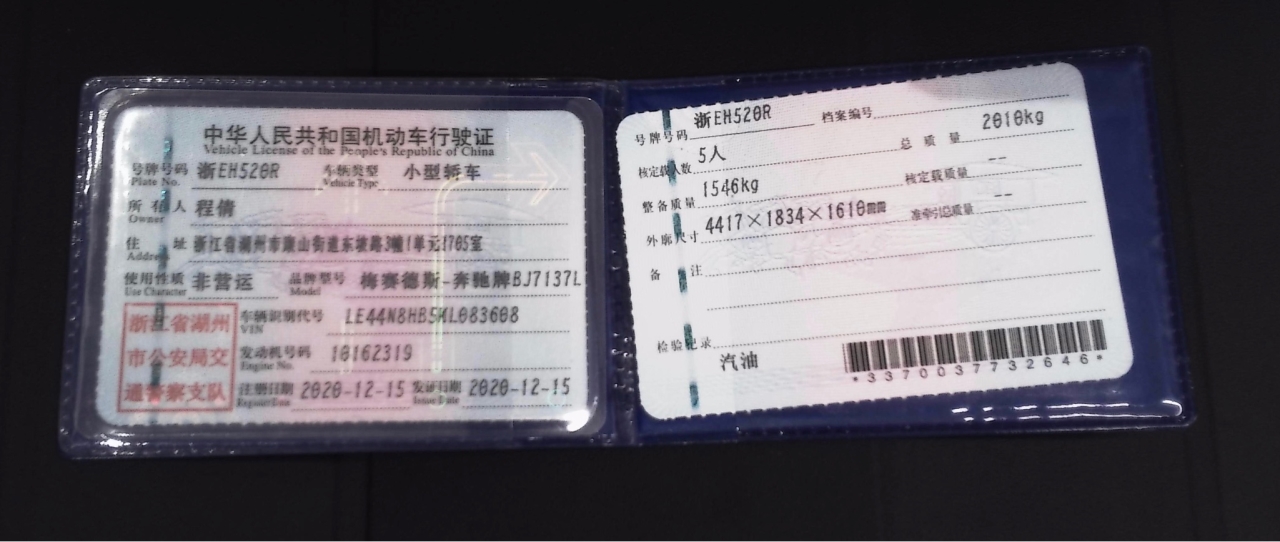 中华人民共和国机动车行驶证
Vehicle License of the People's Republic of China
号牌号码 浙EH520R 车辆类型 小型轿车
Plate No. Vehicle Type
所有人 程倩
Owner
住 址 浙江省湖州市康山街道东坡路3幢1单元1705室
Address
使用性质 非营运 品牌型号 梅赛德斯-奔驰牌BJ7137L
Use Character Model
浙江省湖州
市公安局交
通警察支队
车辆识别代号
VIN
发动机号码 10162319
Engine No.
注册日期 2020-12-15 发证日期 2020-12-15
Register Date Issue Date
号牌号码 浙EH520R 档案编号
核定载人数 5人 总 质 量 2010kg
整备质量 1546kg 核定载质量 --
外廓尺寸 4417×1834×1610 准牵引总质量 --
备 注
检验记录
汽油
*3370037732646*